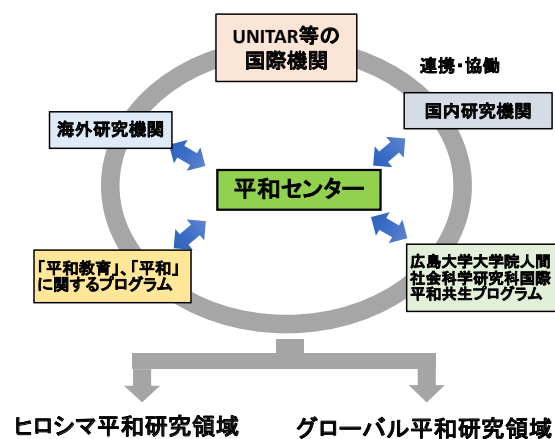 UNITAR等の
国際機関
連携・協働
海外研究機関
国内研究機関
平和センター
「平和教育」、「平和」
に関するプログラム
広島大学大学院人間
社会科学研究科国際
平和共生プログラム
ヒロシマ平和研究領域
グローバル平和研究領域